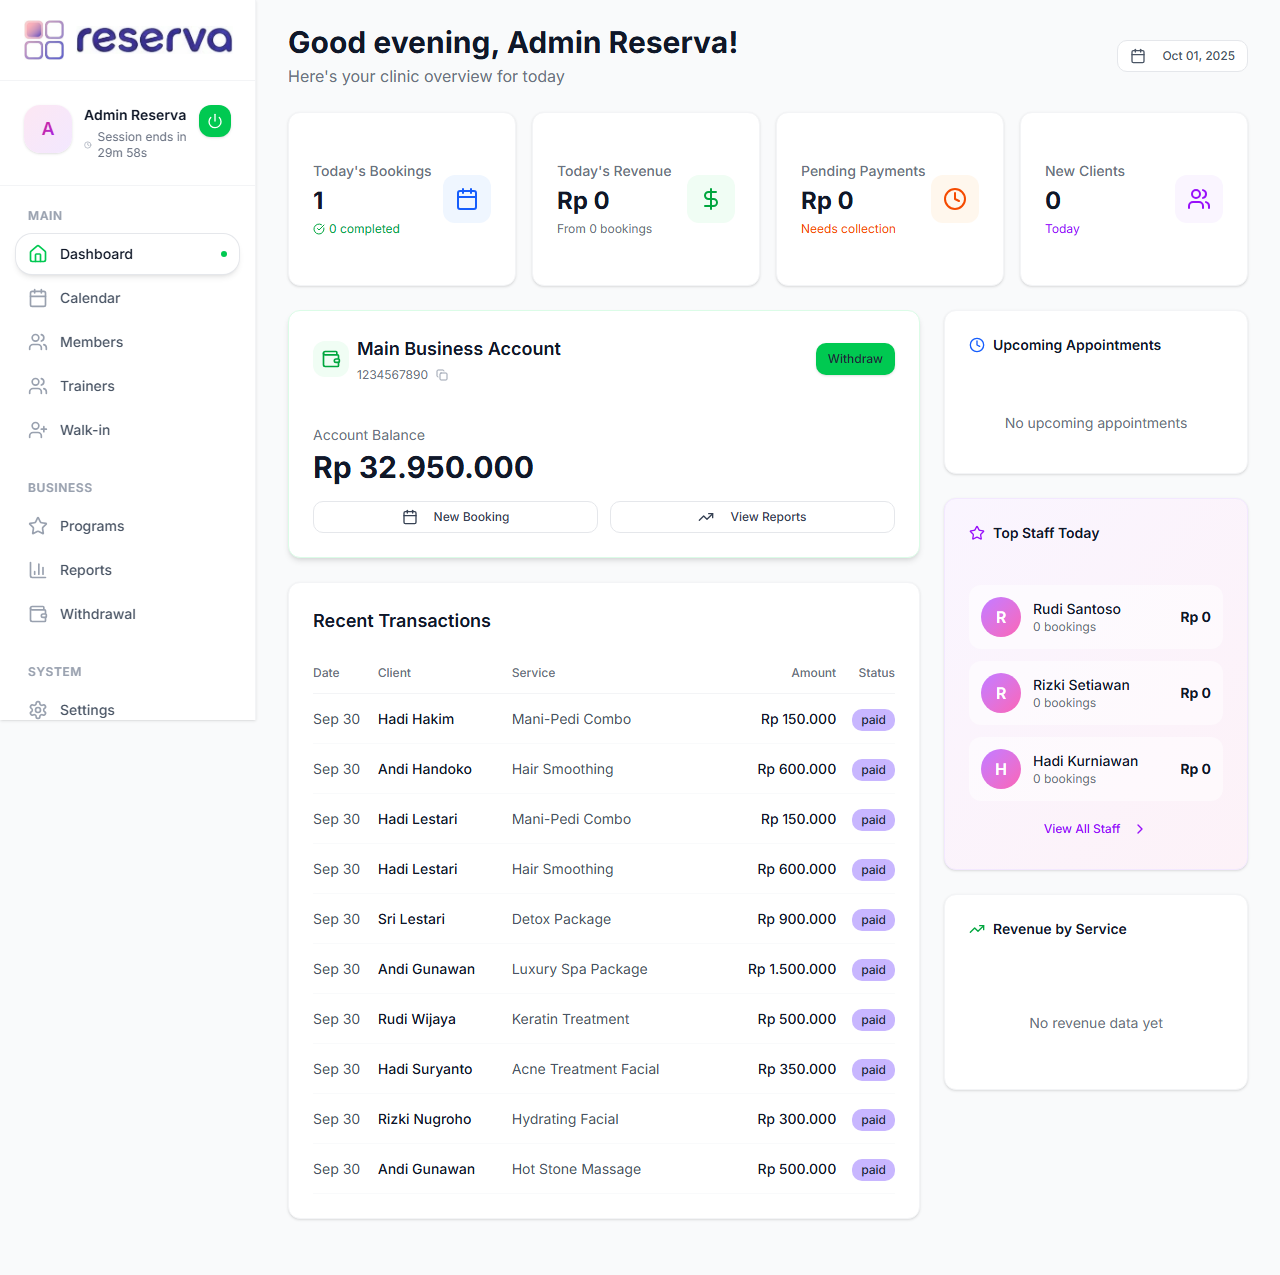 reserva
A
Admin Reserva
Session ends in
29m 58s
MAIN
Dashboard
Calendar
Members
Trainers
Walk-in
BUSINESS
Programs
Reports
Withdrawal
SYSTEM
Settings
Good evening, Admin Reserva!
Here's your clinic overview for today
Oct 01, 2025
Today's Bookings
1
0 completed
Today's Revenue
Rp 0
From 0 bookings
Pending Payments
Rp 0
Needs collection
New Clients
0
Today
Main Business Account
1234567890
Withdraw
Account Balance
Rp 32.950.000
New Booking
View Reports
Recent Transactions
Date Client Service Amount Status
Sep 30 Hadi Hakim Mani-Pedi Combo Rp 150.000 paid
Sep 30 Andi Handoko Hair Smoothing Rp 600.000 paid
Sep 30 Hadi Lestari Mani-Pedi Combo Rp 150.000 paid
Sep 30 Hadi Lestari Hair Smoothing Rp 600.000 paid
Sep 30 Sri Lestari Detox Package Rp 900.000 paid
Sep 30 Andi Gunawan Luxury Spa Package Rp 1.500.000 paid
Sep 30 Rudi Wijaya Keratin Treatment Rp 500.000 paid
Sep 30 Hadi Suryanto Acne Treatment Facial Rp 350.000 paid
Sep 30 Rizki Nugroho Hydrating Facial Rp 300.000 paid
Sep 30 Andi Gunawan Hot Stone Massage Rp 500.000 paid
Upcoming Appointments
No upcoming appointments
Top Staff Today
R
Rudi Santoso
0 bookings
Rp 0
R
Rizki Setiawan
0 bookings
Rp 0
H
Hadi Kurniawan
0 bookings
Rp 0
View All Staff
Revenue by Service
No revenue data yet